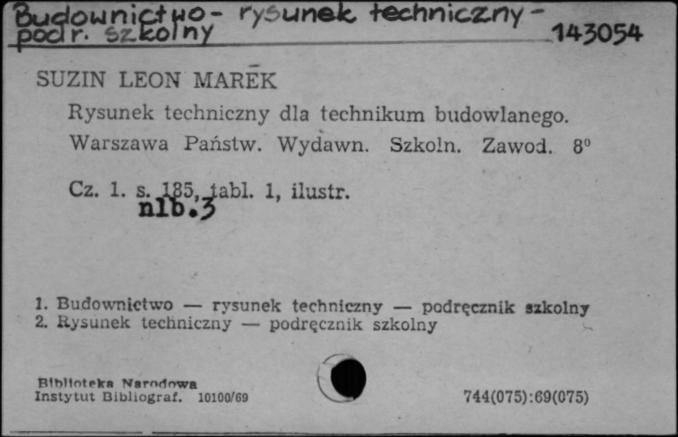 Budownictwo - rysunek techniczny -
podr. szkolny
143054
SUZIN LEON MAREK
Rysunek techniczny dla technikum budowlanego.
Warszawa Państw. Wydawn. Szkoln. Zawod. 8⁰
Cz. 1. s. 185, tabl. 1, ilustr.
nlb.3
1. Budownictwo — rysunek techniczny — podręcznik szkolny
2. Rysunek techniczny — podręcznik szkolny
Biblioteka Narodowa
Instytut Bibliograf. 10100/69
744(075):69(075)